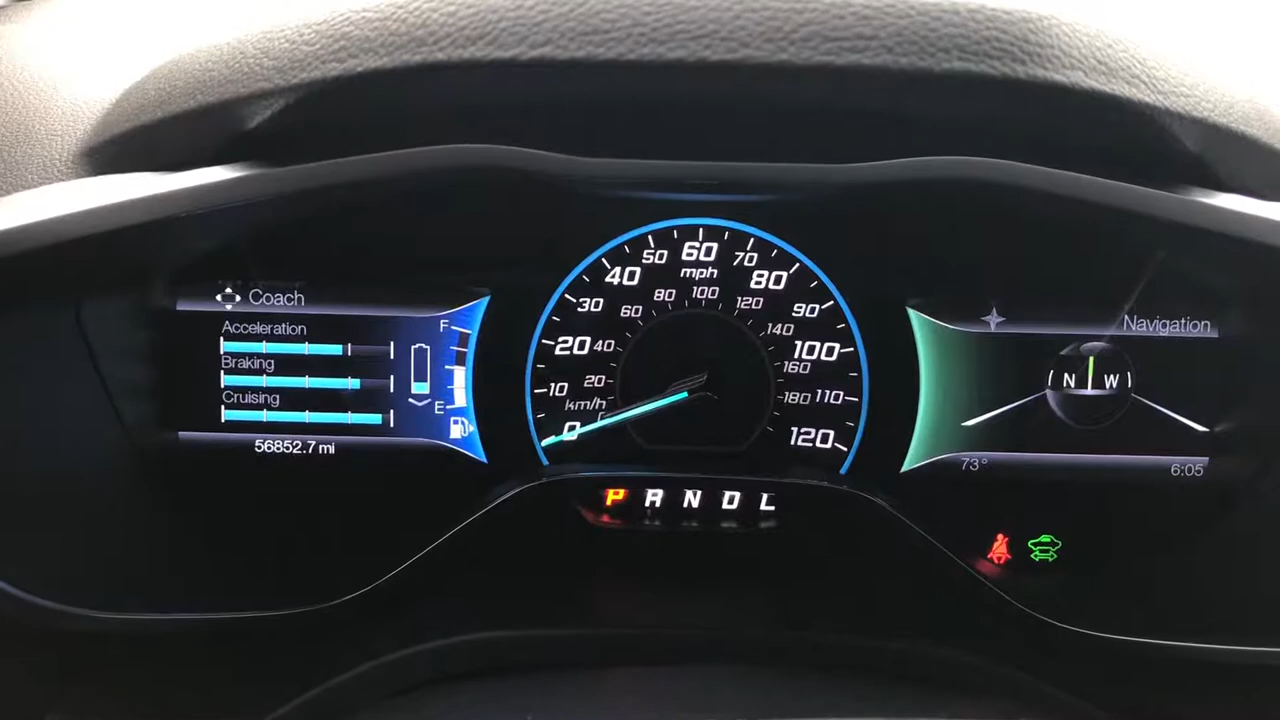 Coach
Acceleration
Braking
Cruising
56852.7 mi
F
E
0
10
20
30
40
50
60
70
80
90
100
110
120
mph
km/h
20
40
60
80
100
120
140
160
180
P R N D L
Navigation
N W
73°
6:05